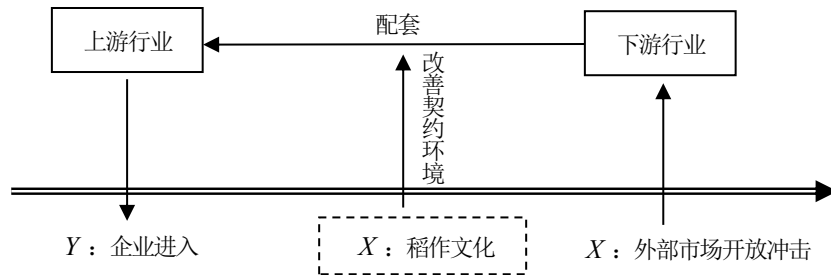 配套
上游行业
下游行业
改善契约环境
Y：企业进入
X：稻作文化
X：外部市场开放冲击